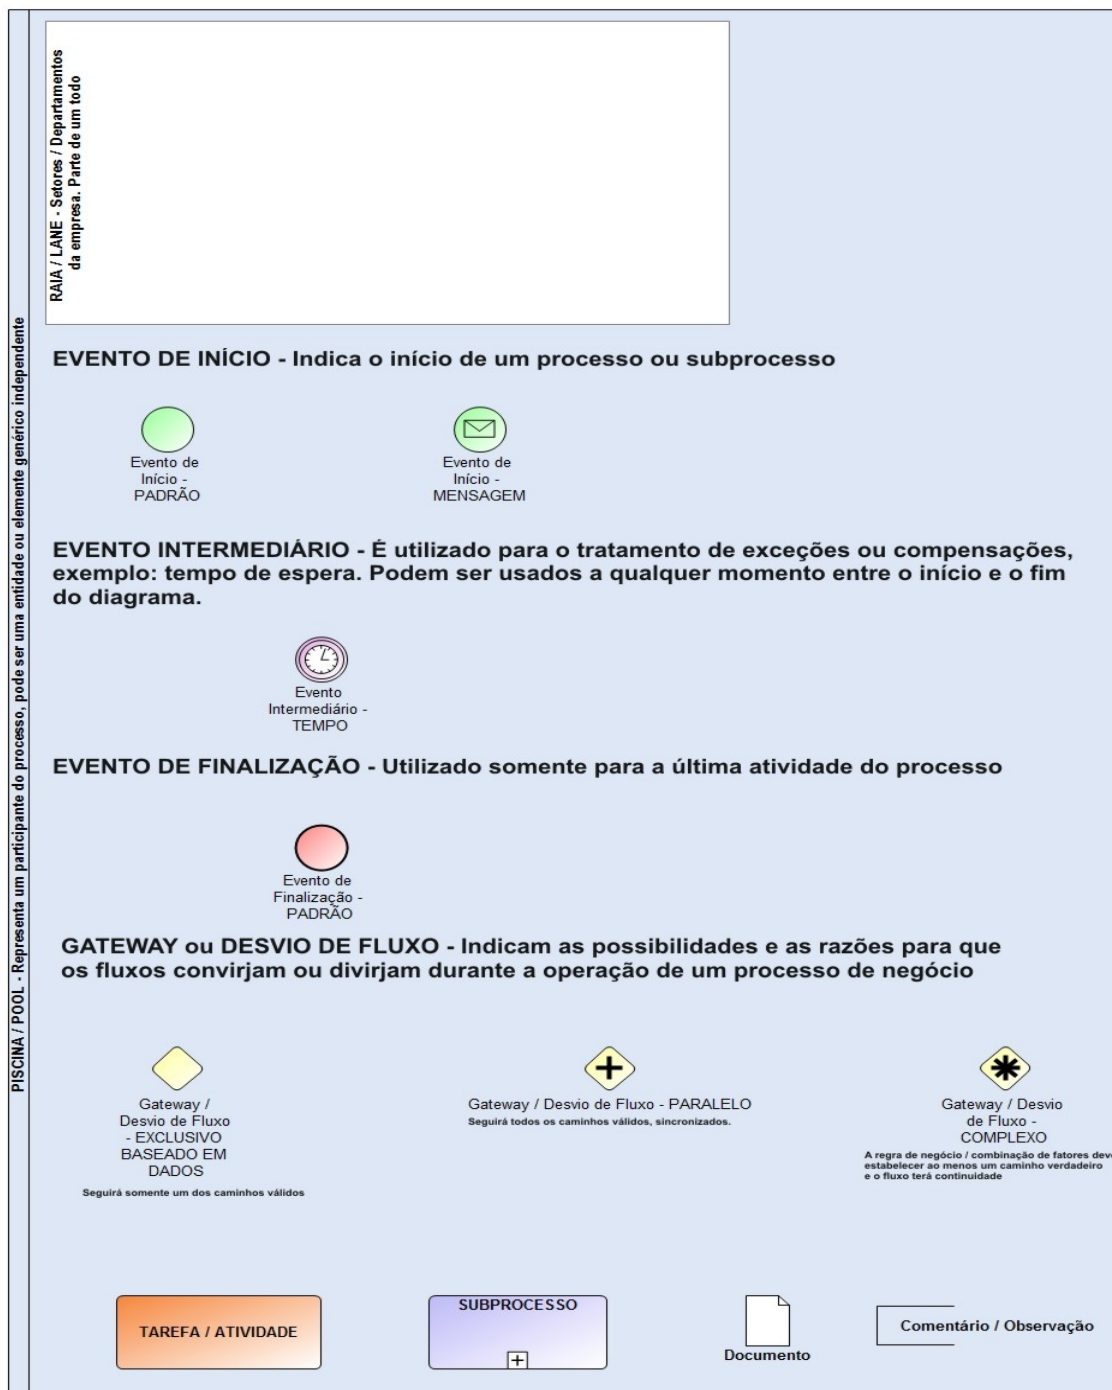 PISCINA / POOL - Representa um participante do processo, pode ser uma entidade ou elemente genérico independente
RAIA / LANE - Setores / Departamentos
da empresa. Parte de um todo
EVENTO DE INÍCIO - Indica o início de um processo ou subprocesso
Evento de
Início -
PADRÃO
Evento de
Início -
MENSAGEM
EVENTO INTERMEDIÁRIO - É utilizado para o tratamento de exceções ou compensações,
exemplo: tempo de espera. Podem ser usados a qualquer momento entre o início e o fim
do diagrama.
Evento
Intermediário -
TEMPO
EVENTO DE FINALIZAÇÃO - Utilizado somente para a última atividade do processo
Evento de
Finalização -
PADRÃO
GATEWAY ou DESVIO DE FLUXO - Indicam as possibilidades e as razões para que
os fluxos convirjam ou divirjam durante a operação de um processo de negócio
Gateway /
Desvio de Fluxo
- EXCLUSIVO
BASEADO EM
DADOS
Seguirá somente um dos caminhos válidos
Gateway / Desvio de Fluxo - PARALELO
Seguirá todos os caminhos válidos, sincronizados.
Gateway / Desvio
de Fluxo -
COMPLEXO
A regra de negócio / combinação de fatores deve
estabelecer ao menos um caminho verdadeiro
e o fluxo terá continuidade
TAREFA / ATIVIDADE
SUBPROCESSO
Documento
Comentário / Observação